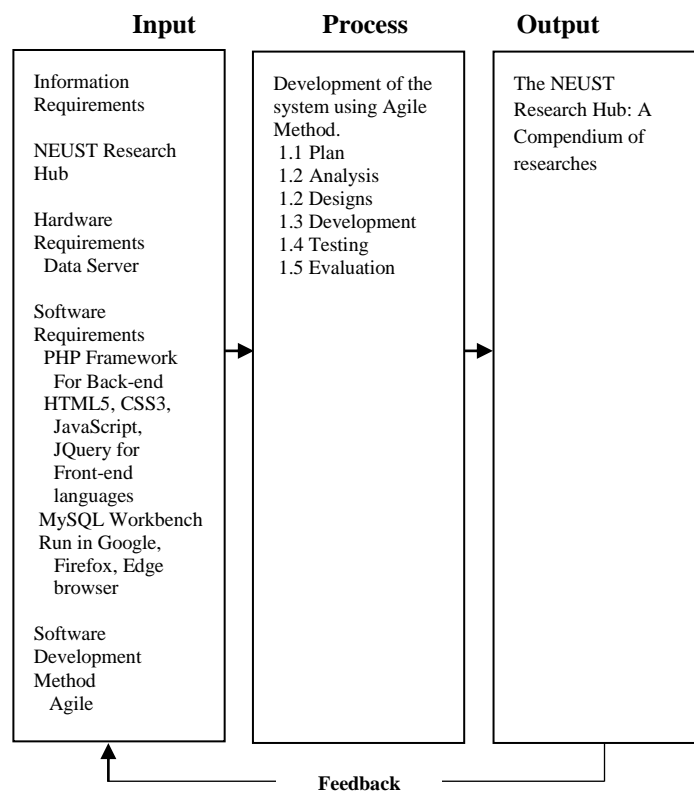 Input
Process
Output
Information
Requirements
NEUST Research
Hub
Hardware
Requirements
Data Server
Software
Requirements
PHP Framework
For Back-end
HTML5, CSS3,
JavaScript,
JQuery for
Front-end
languages
MySQL Workbench
Run in Google,
Firefox, Edge
browser
Software
Development
Method
Agile
Development of the
system using Agile
Method.
1.1 Plan
1.2 Analysis
1.2 Designs
1.3 Development
1.4 Testing
1.5 Evaluation
The NEUST
Research Hub: A
Compendium of
researches
Feedback